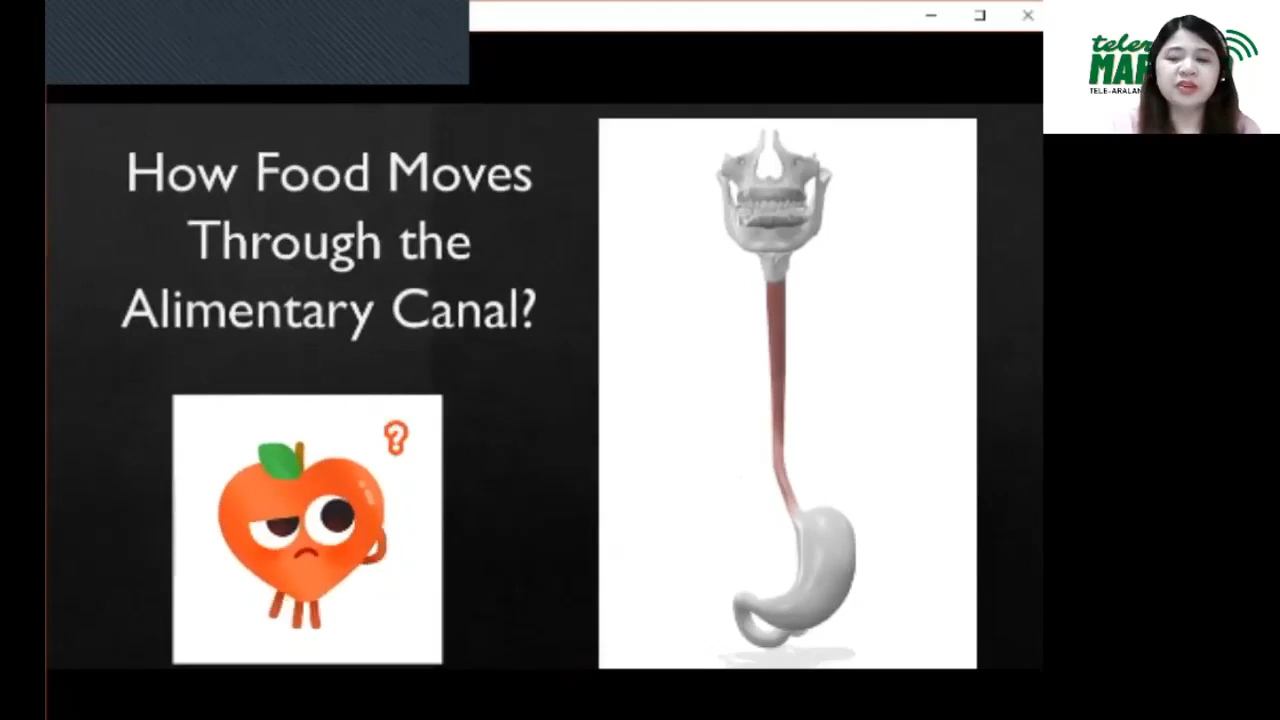 How Food Moves
Through the
Alimentary Canal?
?
tele
MAR
TELE-ARALAN